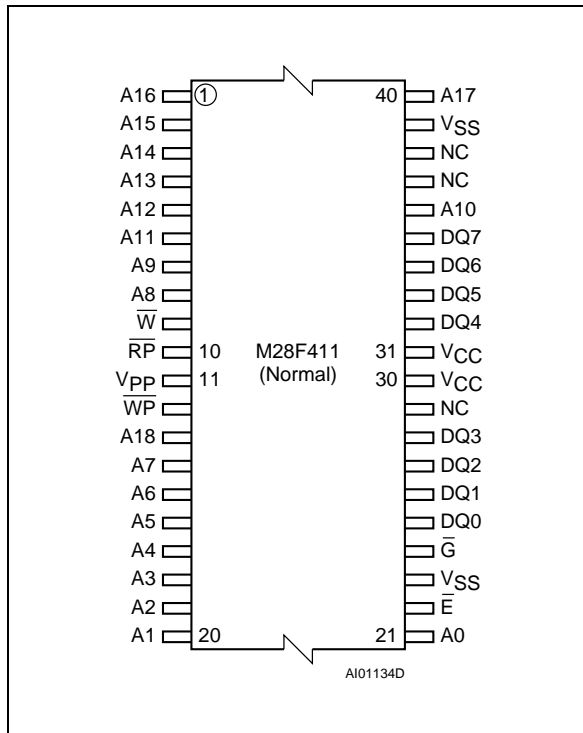 A16 1 40 A17
A15 VSS
A14 NC
A13 NC
A12 A10
A11 DQ7
A9 DQ6
A8 DQ5
W̅ DQ4
R̅P̅ 10 M28F411 31 VCC
VPP 11 (Normal) 30 VCC
W̅P̅ NC
A18 DQ3
A7 DQ2
A6 DQ1
A5 DQ0
A4 G̅
A3 VSS
A2 E̅
A1 20 21 A0
AI01134D